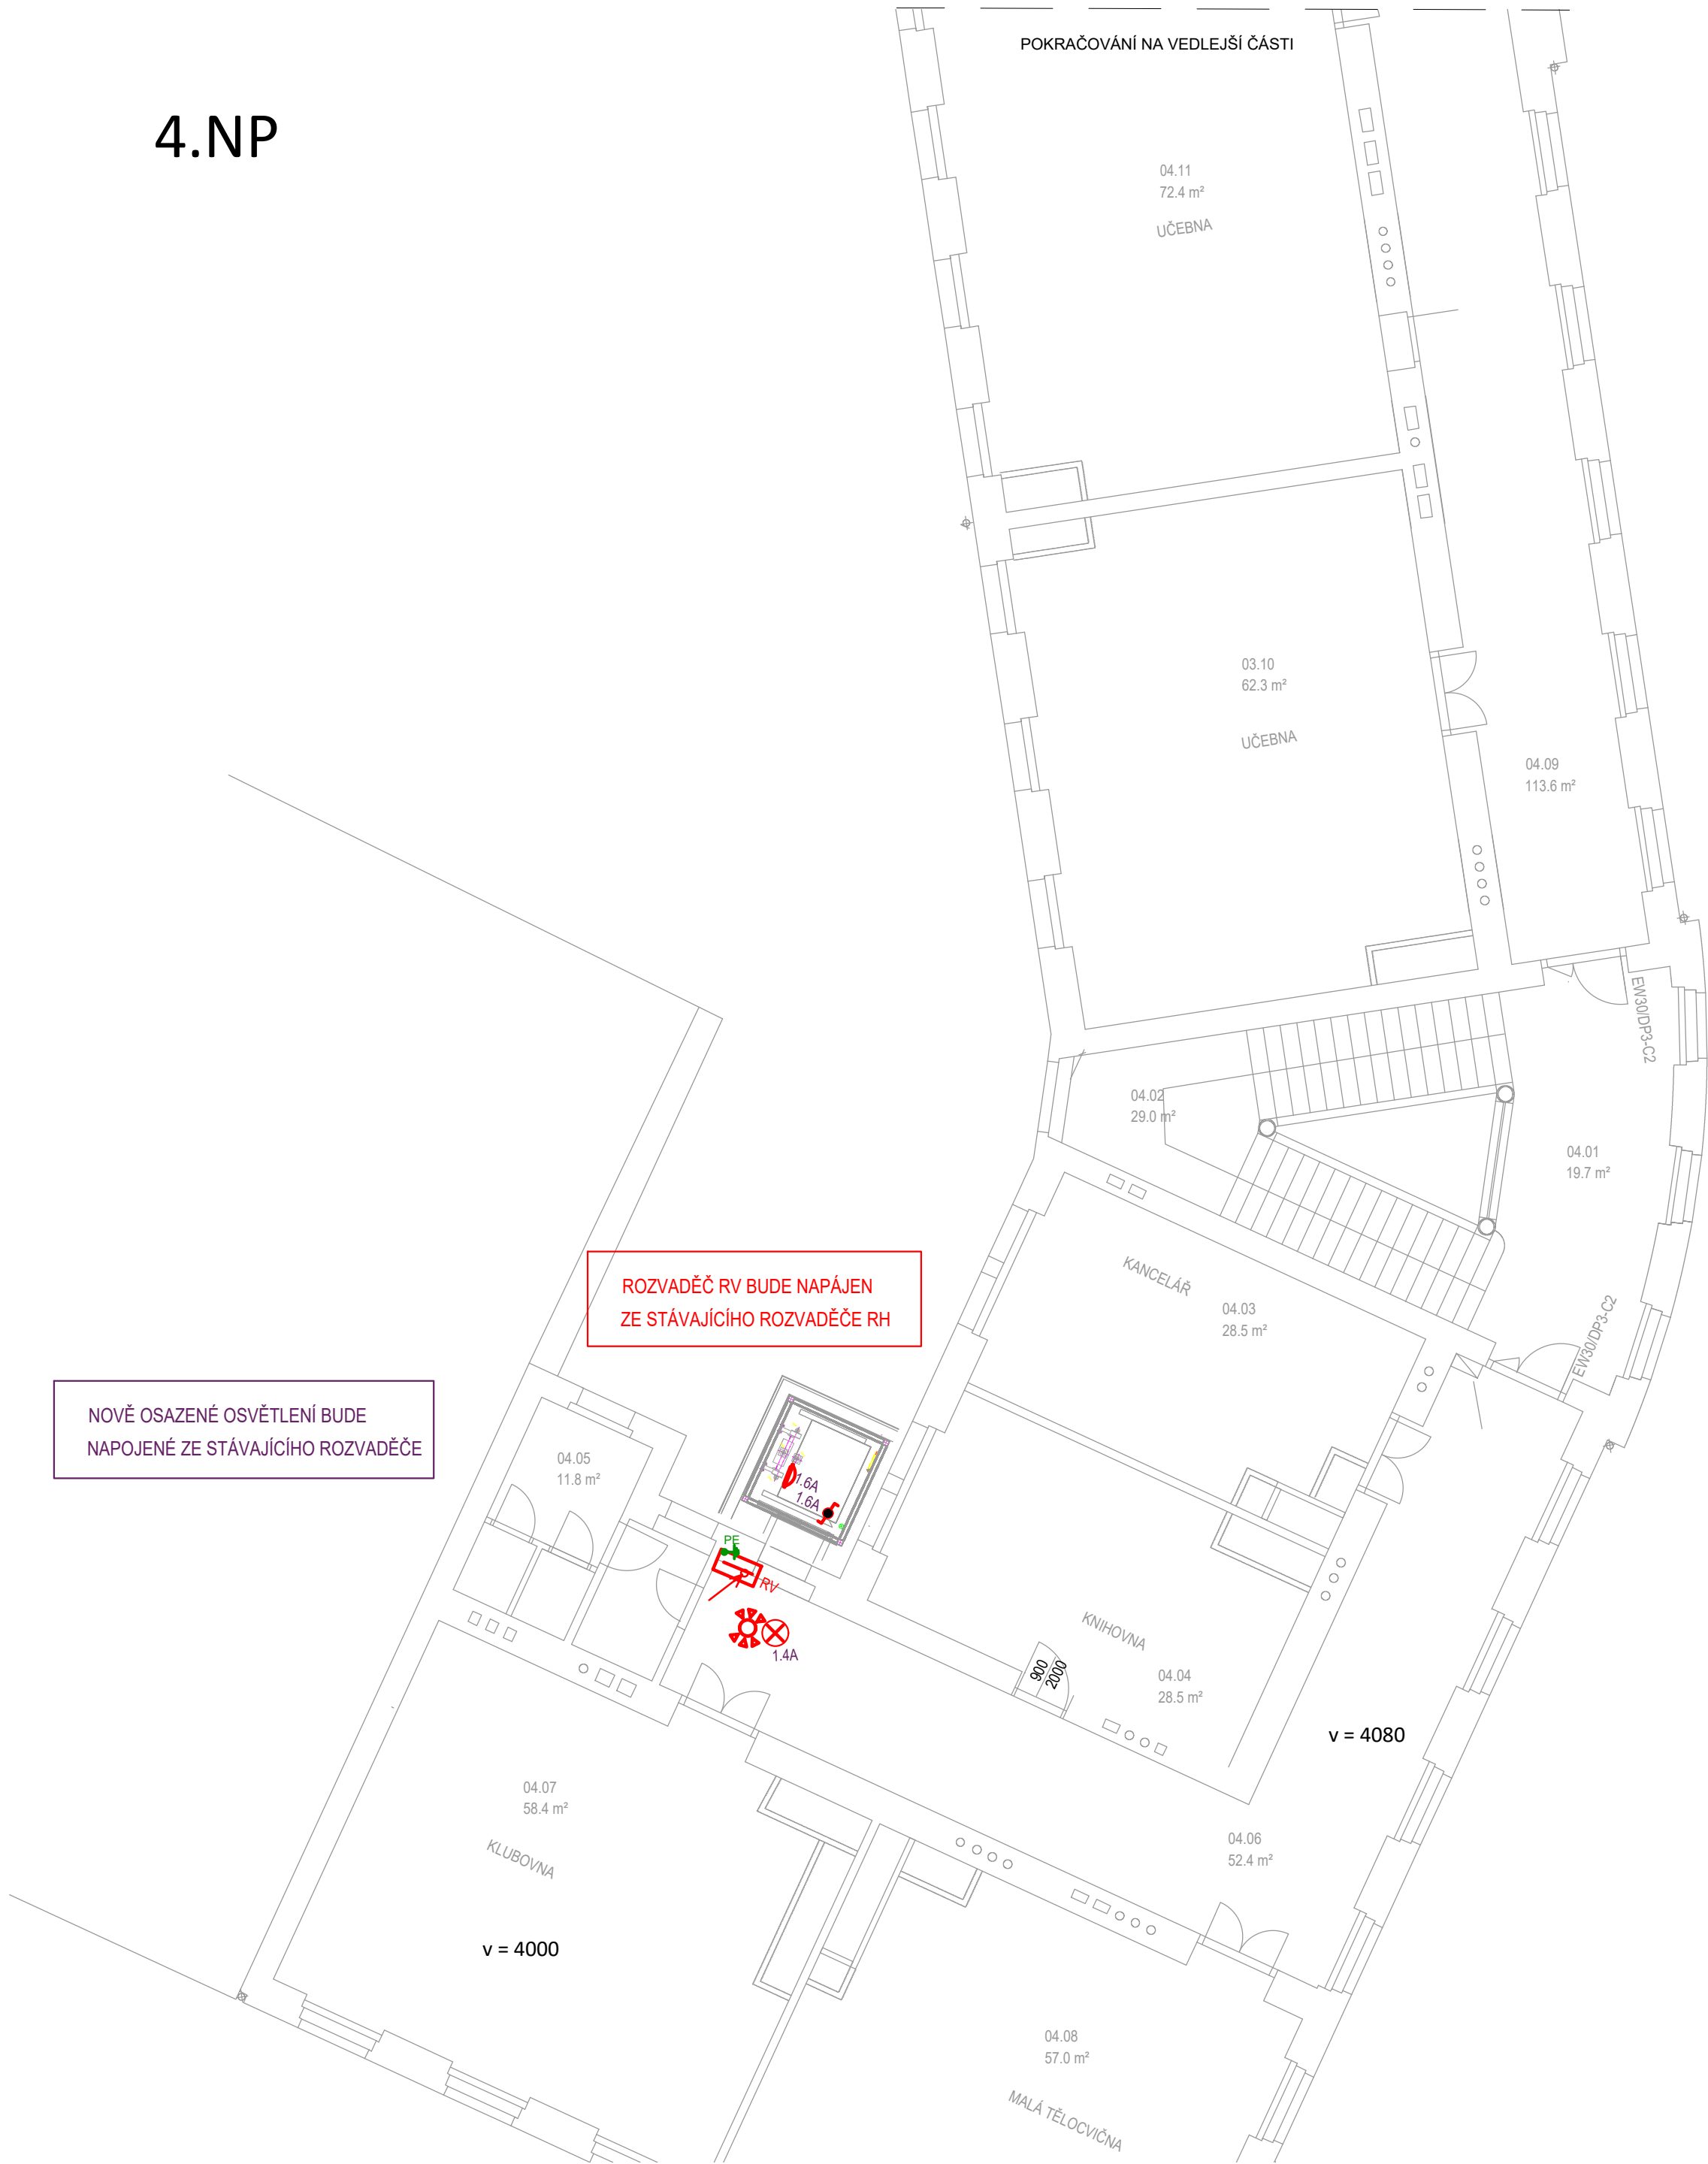 POKRAČOVÁNÍ NA VEDLEJŠÍ ČÁSTI
4.NP
04.11
72.4 m²
UČEBNA
03.10
62.3 m²
UČEBNA
04.09
113.6 m²
EW30/DP3-C2
04.02
29.0 m²
04.01
19.7 m²
KANCELÁŘ
04.03
28.5 m²
EW30/DP3-C2
ROZVADĚČ RV BUDE NAPÁJEN
ZE STÁVAJÍCÍHO ROZVADĚČE RH
NOVĚ OSAZENÉ OSVĚTLENÍ BUDE
NAPOJENÉ ZE STÁVAJÍCÍHO ROZVADĚČE
04.05
11.8 m²
1.6A
1.6A
PE
RV
1.4A
KNIHOVNA
04.04
28.5 m²
900
2000
v = 4080
04.07
58.4 m²
KLUBOVNA
04.06
52.4 m²
v = 4000
04.08
57.0 m²
MALÁ TĚLOCVIČNA